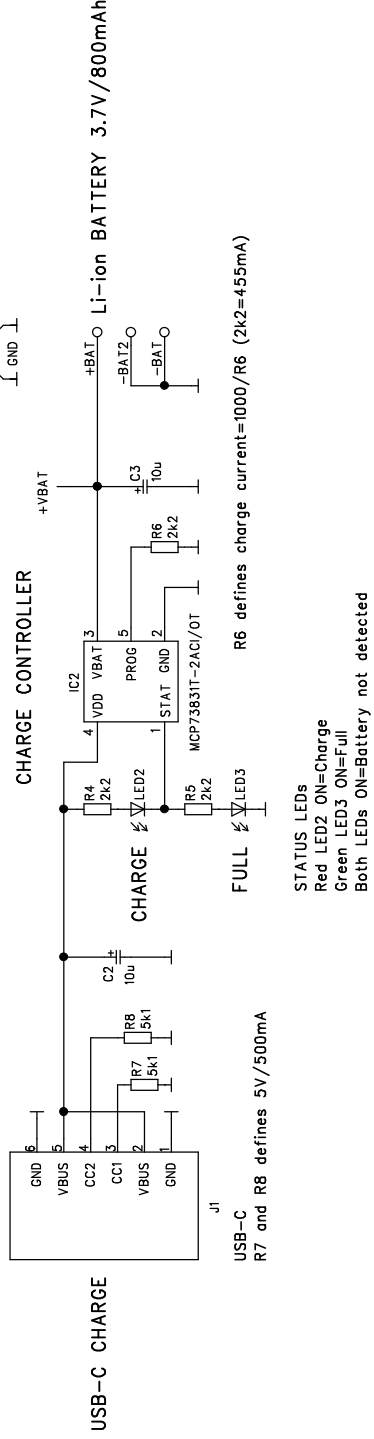 USB-C CHARGE
J1
GND
6
VBUS
5
CC2
4
CC1
3
VBUS
2
GND
1
USB-C
R7 and R8 defines 5V/500mA
R7
5k1
R8
5k1
C2
+
10u
CHARGE CONTROLLER
CHARGE
FULL
R4
2k2
LED2
R5
2k2
LED3
STATUS LEDs
Red LED2 ON=Charge
Green LED3 ON=Full
Both LEDs ON=Battery not detected
IC2
4
VDD
VBAT
3
PROG
5
1
STAT
GND
2
MCP73831T-2ACI/OT
R6
2k2
R6 defines charge current=1000/R6 (2k2=455mA)
+VBAT
+
C3
10u
+BAT
-BAT2
-BAT
Li-ion BATTERY 3.7V/800mAh
GND